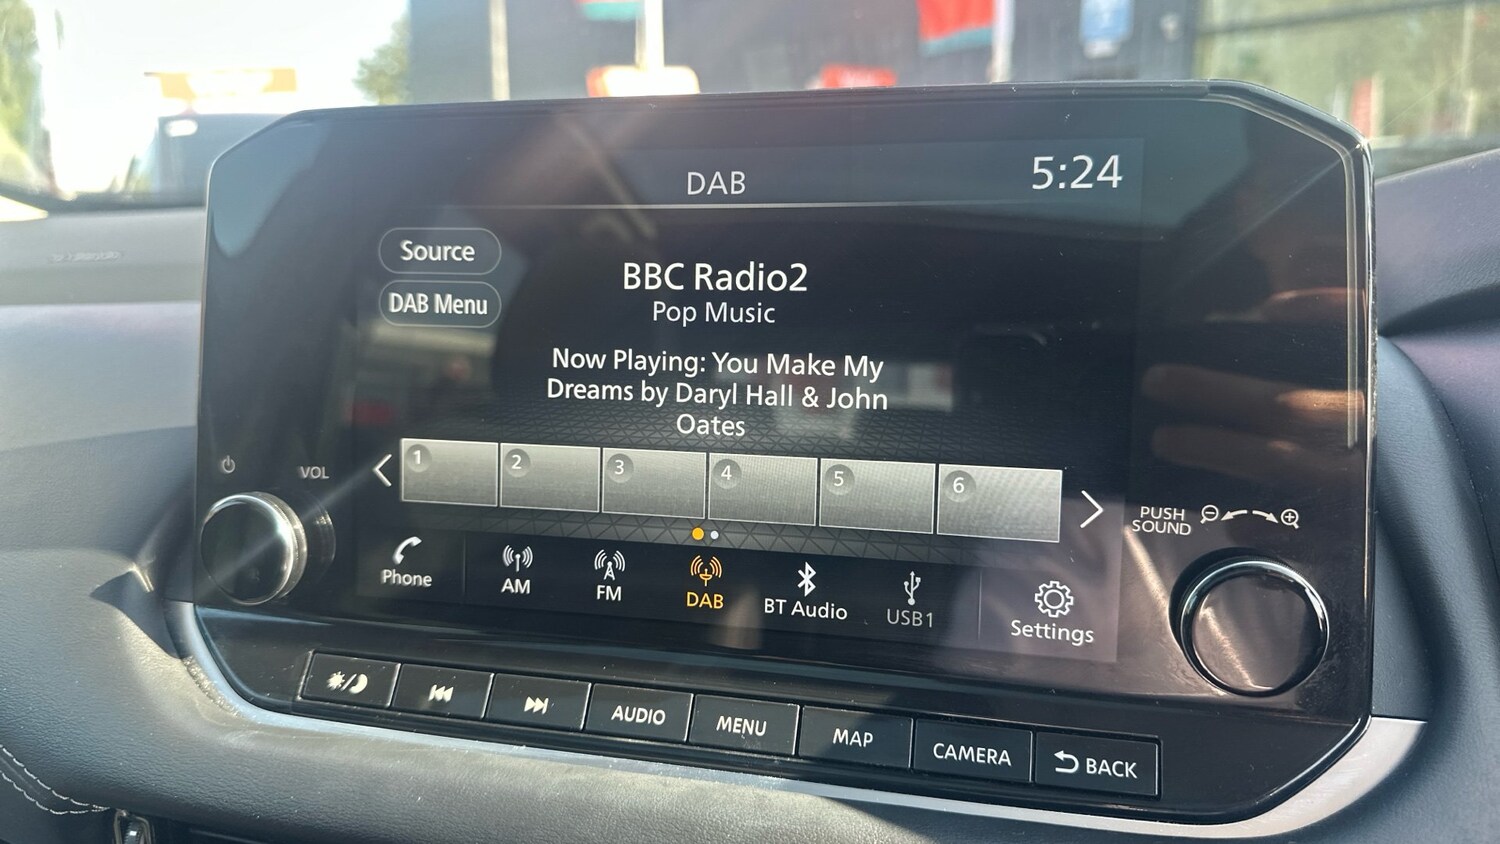 DAB
5:24
Source
DAB Menu
BBC Radio2
Pop Music
Now Playing: You Make My
Dreams by Daryl Hall & John
Oates
1
2
3
4
5
6
VOL
PUSH
SOUND
Phone
AM
FM
DAB
BT Audio
USB1
Settings
AUDIO
MENU
MAP
CAMERA
BACK